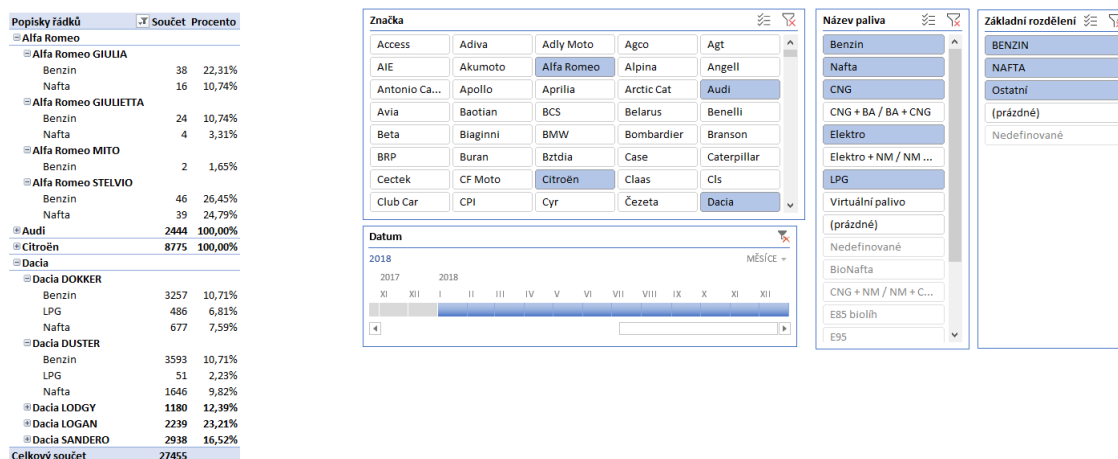 Popisky řádků Součet Procento
Alfa Romeo
Alfa Romeo GIULIA
Benzin 38 22,31%
Nafta 16 10,74%
Alfa Romeo GIULIETTA
Benzin 24 10,74%
Nafta 4 3,31%
Alfa Romeo MITO
Benzin 2 1,65%
Alfa Romeo STELVIO
Benzin 46 26,45%
Nafta 39 24,79%
Audi 2444 100,00%
Citroën 8775 100,00%
Dacia
Dacia DOKKER
Benzin 3257 10,71%
LPG 486 6,81%
Nafta 677 7,59%
Dacia DUSTER
Benzin 3593 10,71%
LPG 51 2,23%
Nafta 1646 9,82%
Dacia LODGY 1180 12,39%
Dacia LOGAN 2239 23,21%
Dacia SANDERO 2938 16,52%
Celkový součet 27455
Značka
Access Adiva Adly Moto Agco Agt
AIE Akumoto Alfa Romeo Alpina Angell
Antonio Ca... Apollo Aprilia Arctic Cat Audi
Avia Baotian BCS Belarus Benelli
Beta Biaginni BMW Bombardier Branson
BRP Buran Bztdia Case Caterpillar
Cectek CF Moto Citroën Claas Cls
Club Car CPI Cyr Čezeta Dacia
Datum
2018 MĚSÍCE
2017 2018
XI XII I II III IV V VI VII VIII IX X XI XII
Název paliva
Benzin
Nafta
CNG
CNG + BA / BA + CNG
Elektro
Elektro + NM / NM ...
LPG
Virtuální palivo
(prázdné)
Nedefinované
BioNafta
CNG + NM / NM + C...
E85 biolíh
E95
Základní rozdělení
BENZIN
NAFTA
Ostatní
(prázdné)
Nedefinované